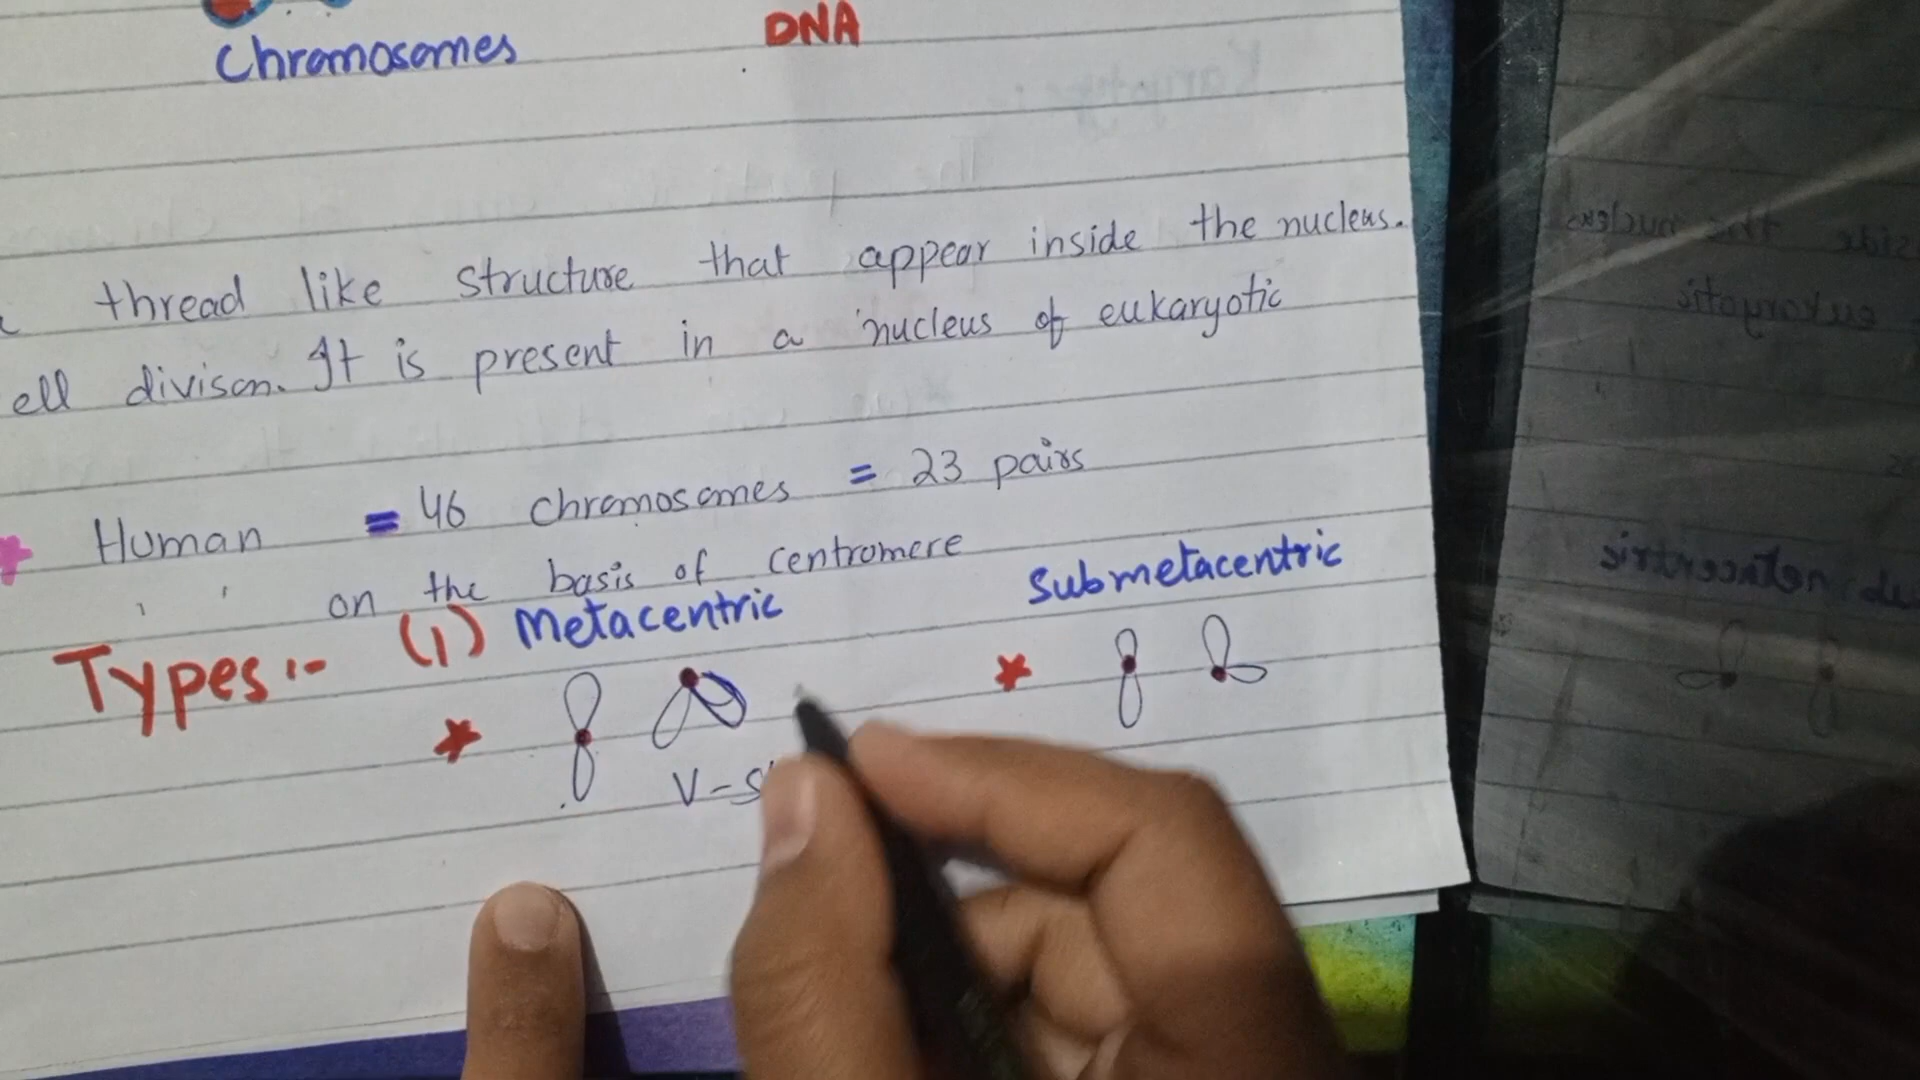 Chromosomes DNA
thread like structure that appear inside the nucleus.
ell divison. It is present in a nucleus of eukaryotic
Human = 46 chromosomes = 23 pairs
on the basis of centromere
Types:- (1) Metacentric Submetacentric
V-S